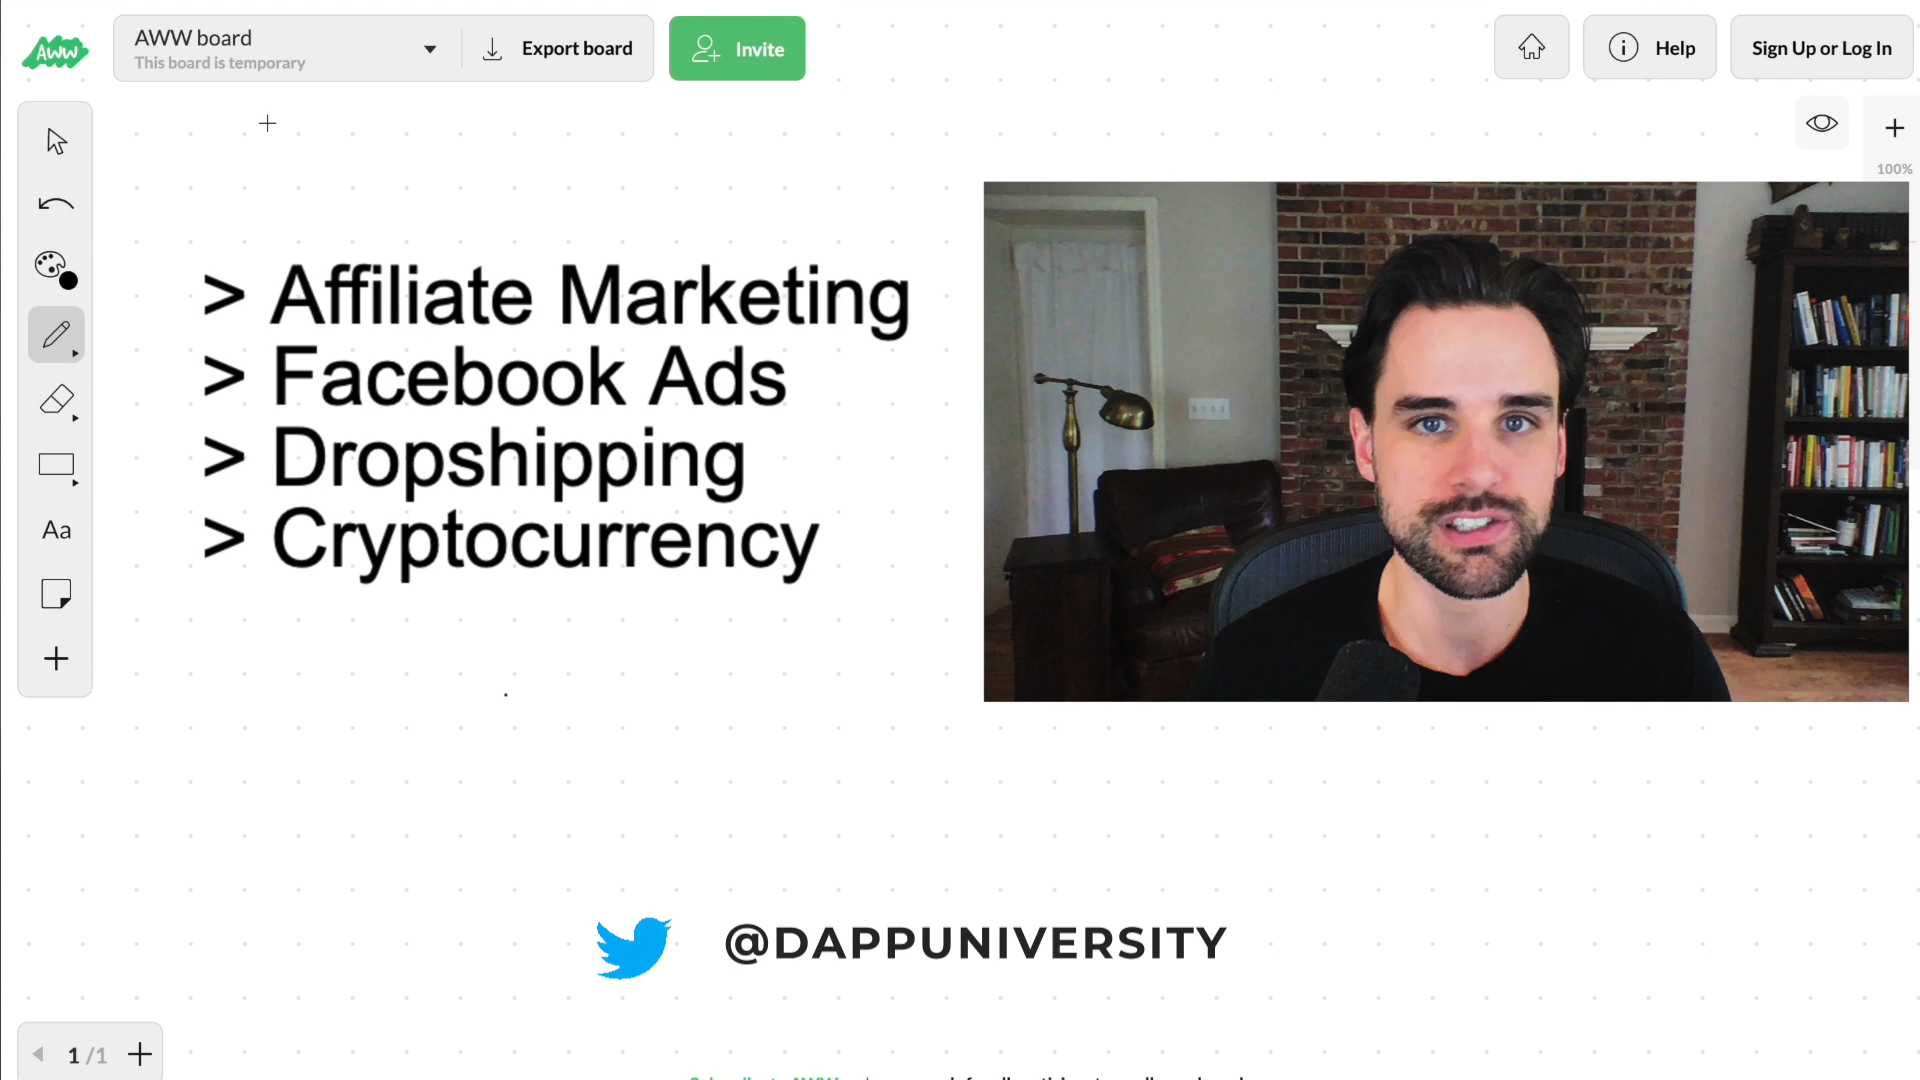 AWW
AWW board
This board is temporary
Export board
Invite
Help
Sign Up or Log In
100%
> Affiliate Marketing
> Facebook Ads
> Dropshipping
> Cryptocurrency
Aa
@DAPPUNIVERSITY
1/1